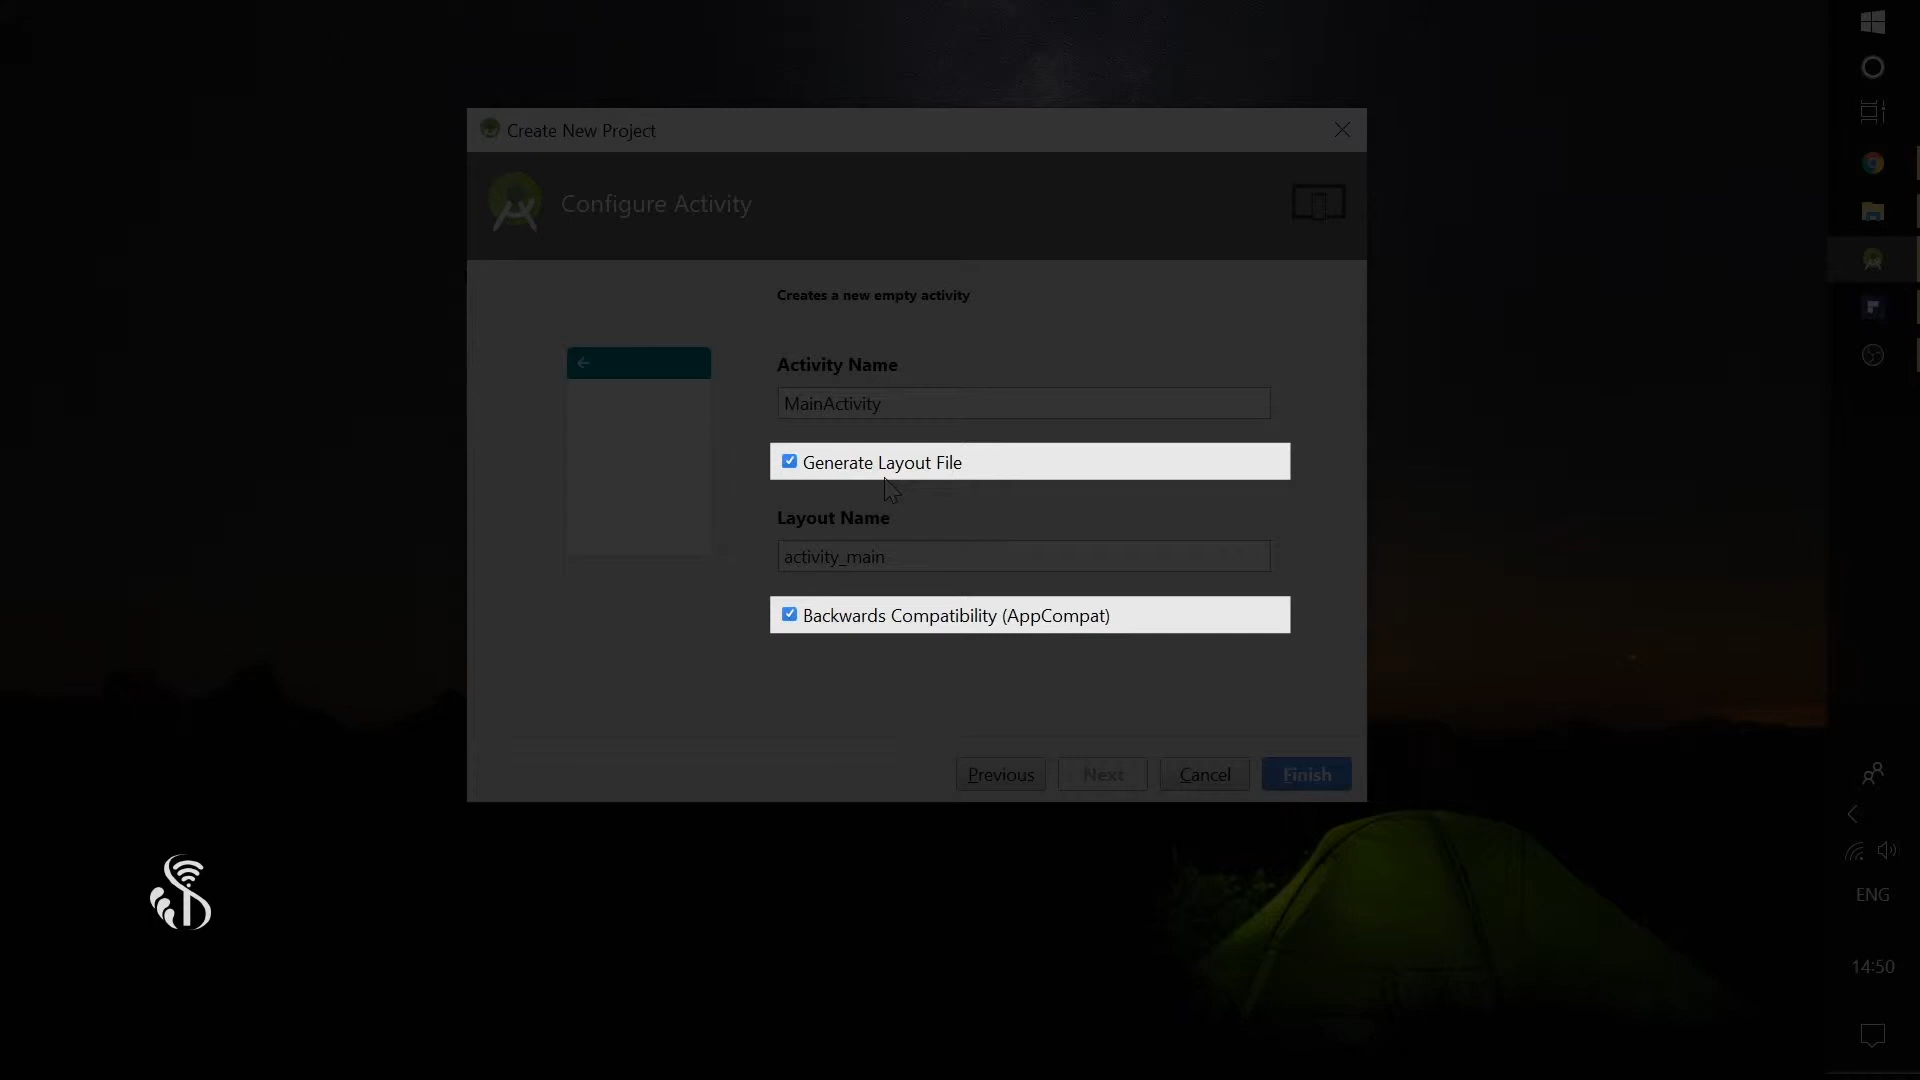 Create New Project
Configure Activity
Creates a new empty activity
Activity Name
MainActivity
Generate Layout File
Layout Name
activity_main
Backwards Compatibility (AppCompat)
Previous Next Cancel Finish
ENG
14:50